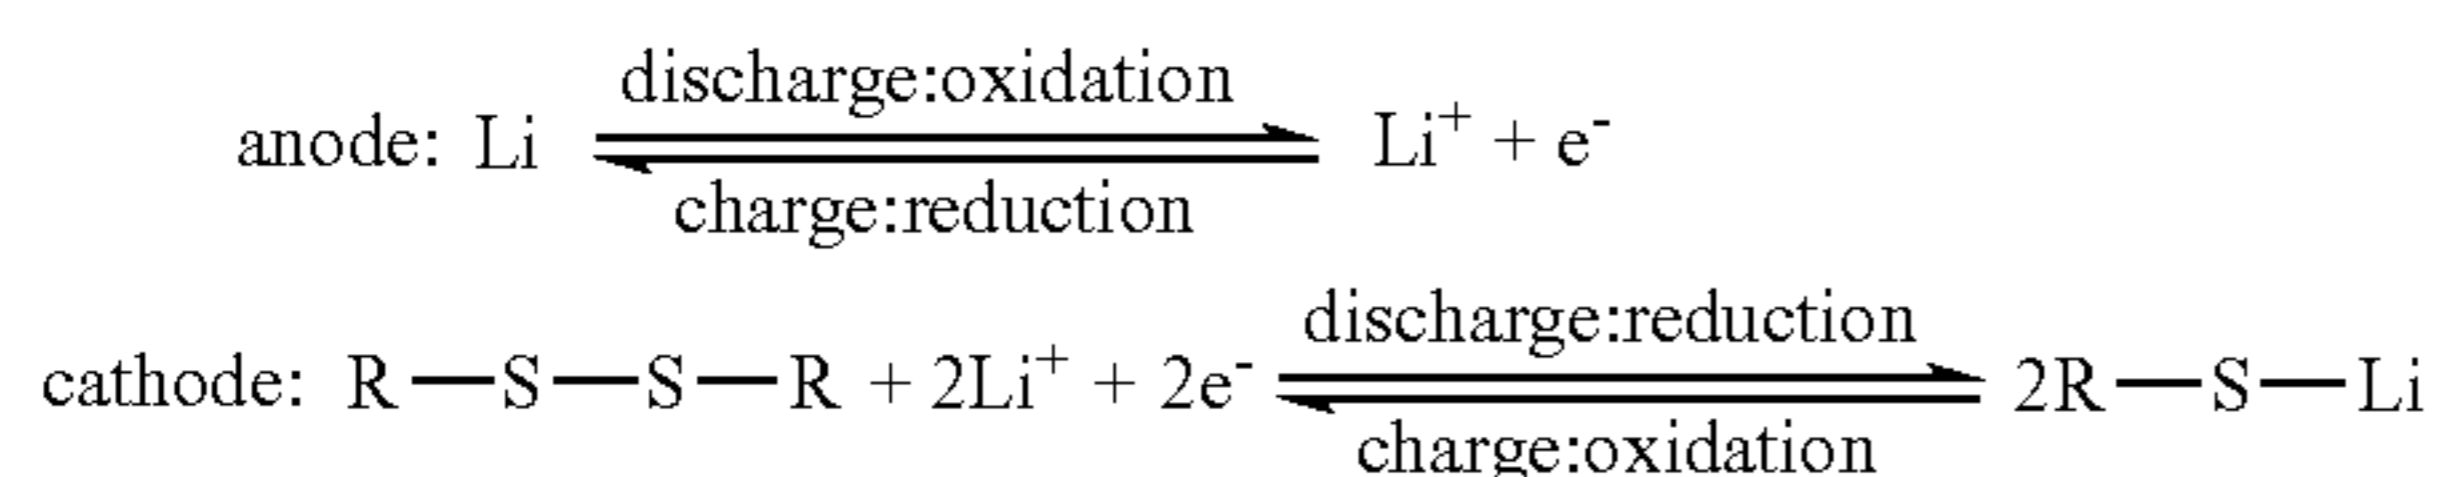 discharge:oxidation
anode: Li ⇌ Li⁺ + e⁻
charge:reduction
discharge:reduction
cathode: R—S—S—R + 2Li⁺ + 2e⁻ ⇌ 2R—S—Li
charge:oxidation